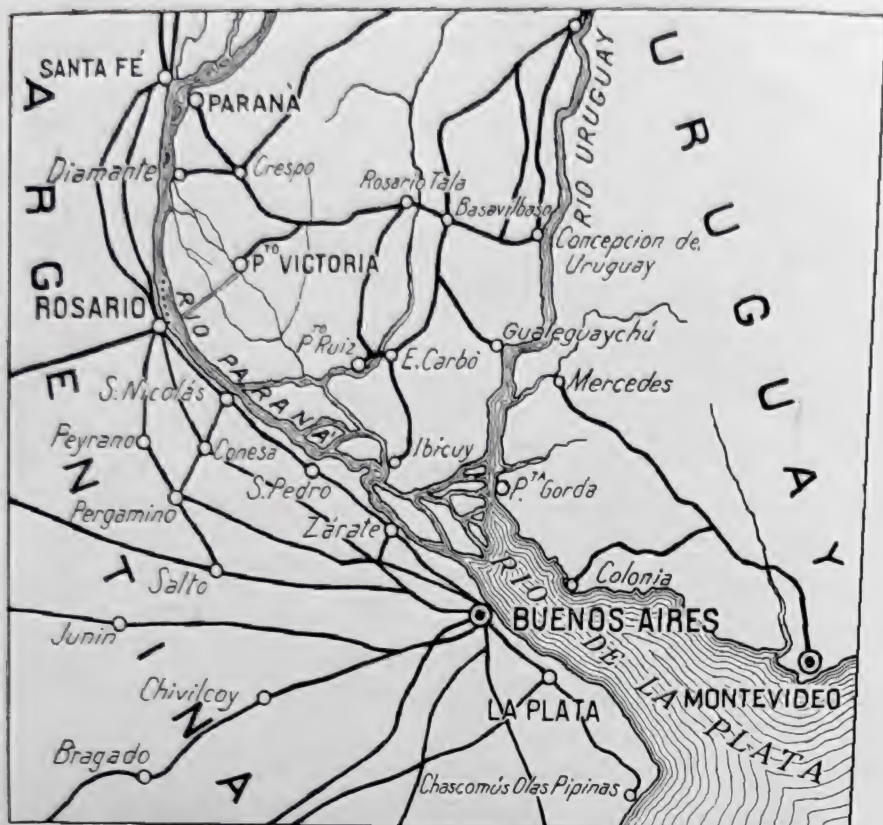 SANTA FÉ
PARANÀ
ARGENTINA
URUGUAY
RIO URUGUAY
Diamante
Crespo
Rosario Tala
Basavilbaso
Concepcion de
Uruguay
PTO VICTORIA
ROSARIO
RIO PARANÁ
PTO Ruiz
E. Carbò
Gualeguaychú
Mercedes
S. Nicolás
Peyrano
Conesa
Ibicuy
S. Pedro
PTA Gorda
Pergamino
Zárate
Salto
Colonia
RIO DE LA PLATA
BUENOS AIRES
Junin
MONTEVIDEO
Chivilcoy
LA PLATA
Bragado
Chascomús Olas Pipinas